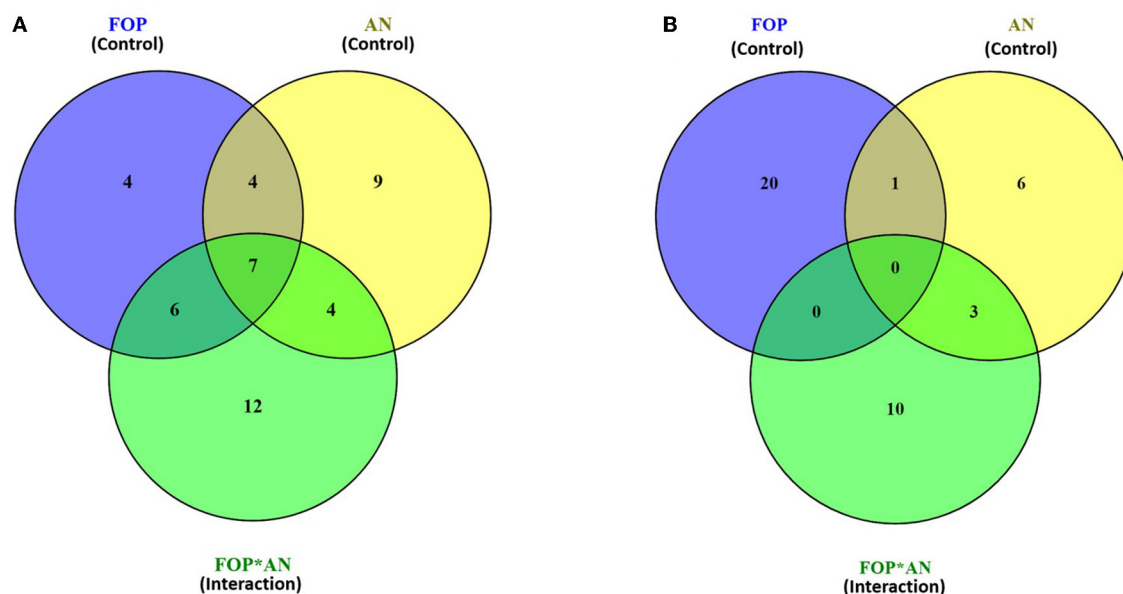 A
FOP
(Control)
AN
(Control)
4
4
9
7
6
4
12
FOP*AN
(Interaction)
B
FOP
(Control)
AN
(Control)
20
1
6
0
0
3
10
FOP*AN
(Interaction)